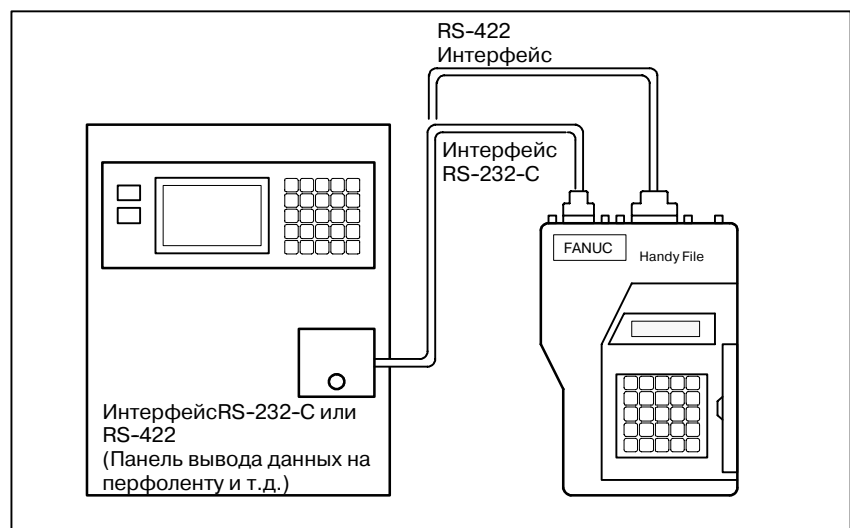 RS-422
Интерфейс
Интерфейс
RS-232-C
FANUC
Handy File
ИнтерфейсRS-232-C или
RS-422
(Панель вывода данных на
перфоленту и т.д.)